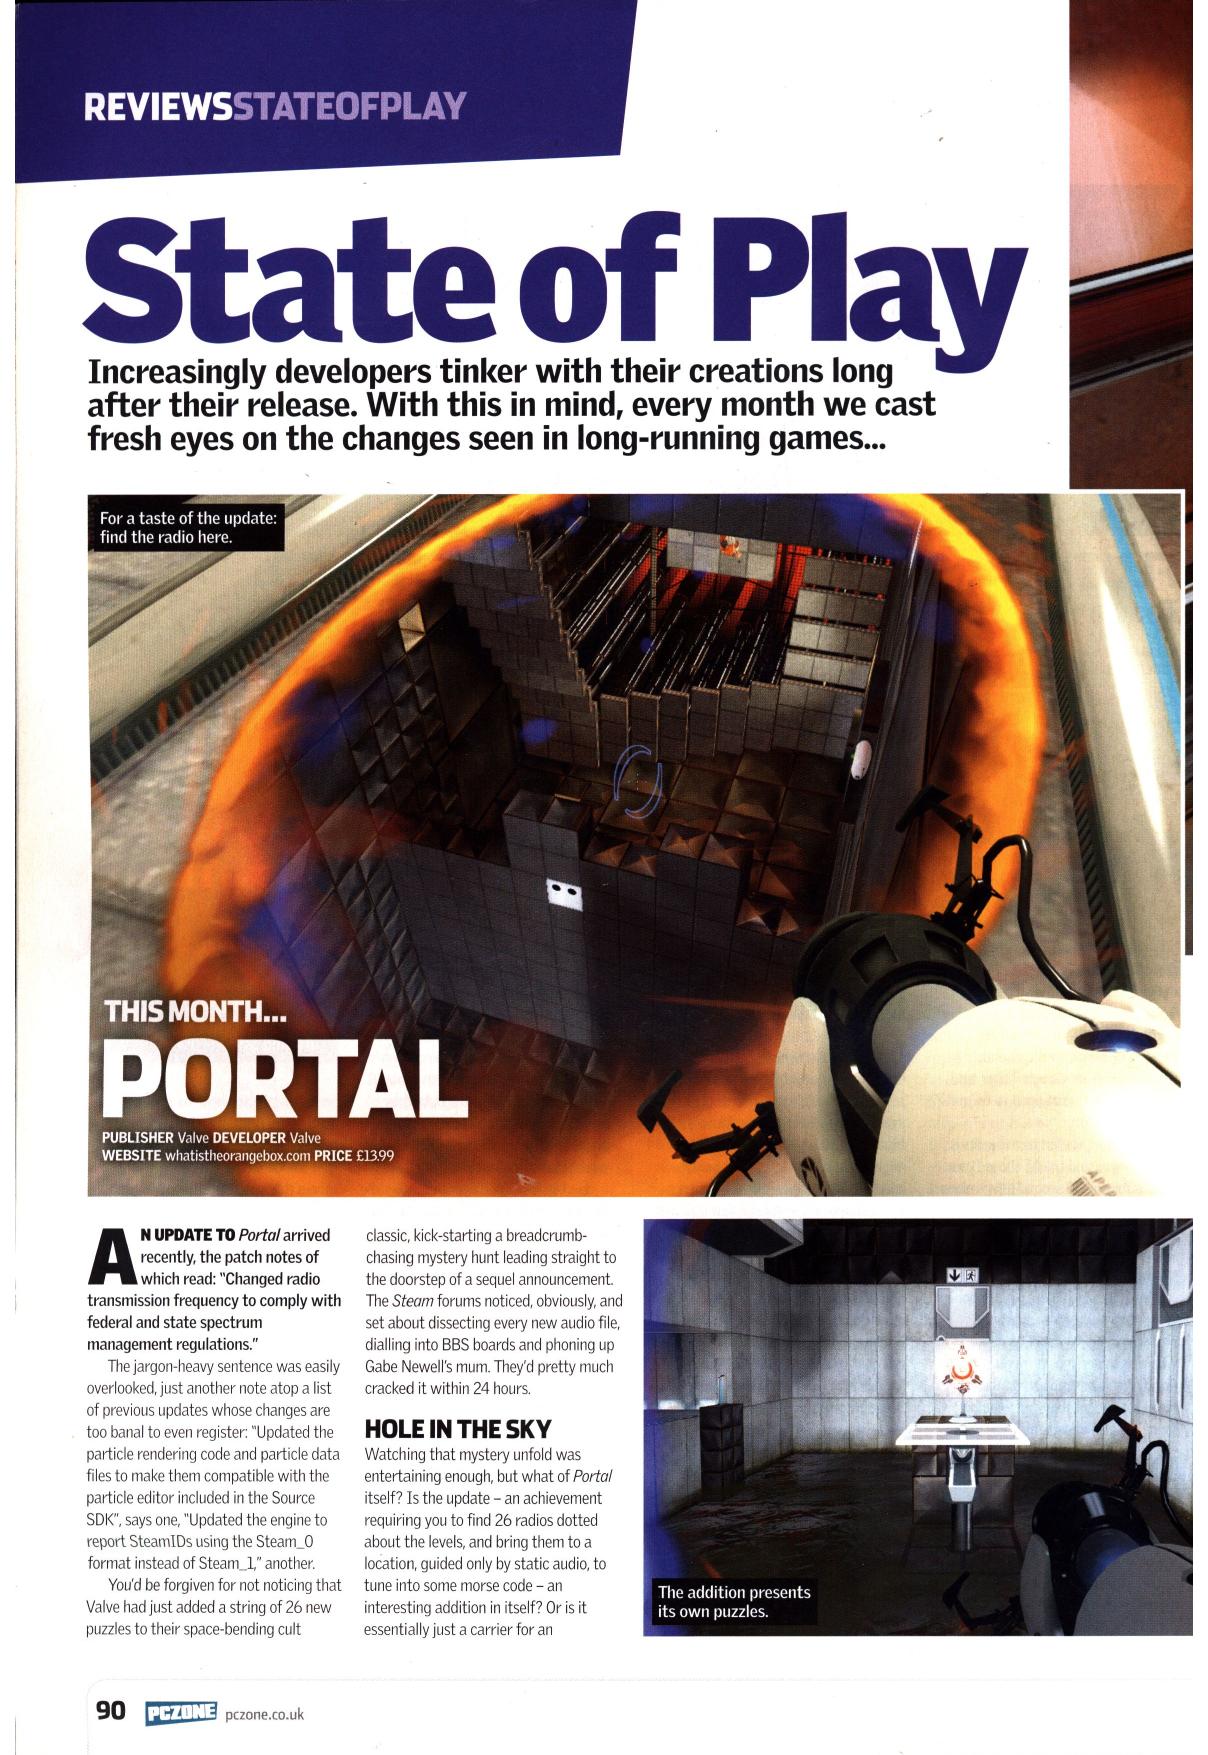 REVIEWSSTATEOFPLAY
State of Play
Increasingly developers tinker with their creations long
after their release. With this in mind, every month we cast
fresh eyes on the changes seen in long-running games...
For a taste of the update:
find the radio here.
THIS MONTH...
PORTAL
PUBLISHER Valve DEVELOPER Valve
WEBSITE whatistheorangebox.com PRICE £13.99
AN UPDATE TO Portal arrived
recently, the patch notes of
which read: "Changed radio
transmission frequency to comply with
federal and state spectrum
management regulations."
The jargon-heavy sentence was easily
overlooked, just another note atop a list
of previous updates whose changes are
too banal to even register: "Updated the
particle rendering code and particle data
files to make them compatible with the
particle editor included in the Source
SDK", says one, "Updated the engine to
report SteamIDs using the Steam_0
format instead of Steam_1," another.
You'd be forgiven for not noticing that
Valve had just added a string of 26 new
puzzles to their space-bending cult
classic, kick-starting a breadcrumb-
chasing mystery hunt leading straight to
the doorstep of a sequel announcement.
The Steam forums noticed, obviously, and
set about dissecting every new audio file,
dialling into BBS boards and phoning up
Gabe Newell's mum. They'd pretty much
cracked it within 24 hours.
HOLE IN THE SKY
Watching that mystery unfold was
entertaining enough, but what of Portal
itself? Is the update – an achievement
requiring you to find 26 radios dotted
about the levels, and bring them to a
location, guided only by static audio, to
tune into some morse code – an
interesting addition in itself? Or is it
essentially just a carrier for an
The addition presents
its own puzzles.
90 PCZONE pczone.co.uk